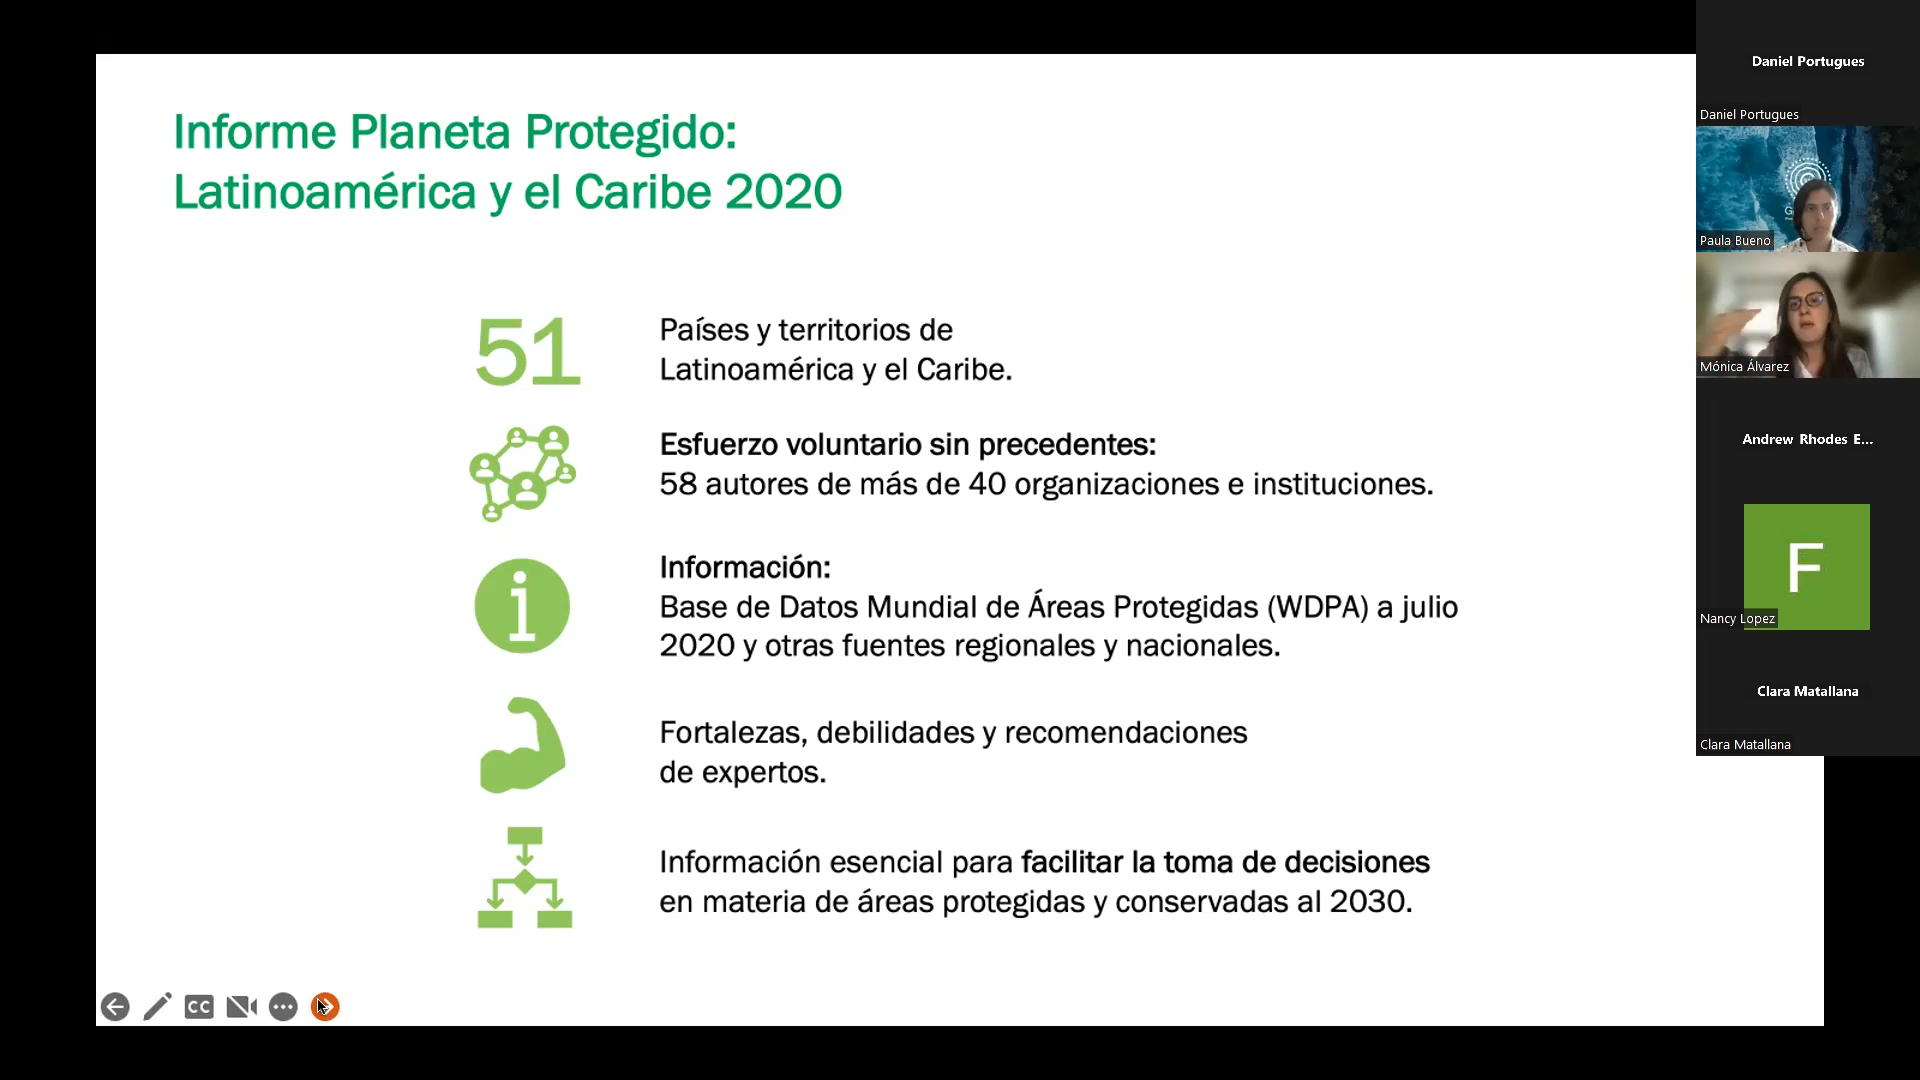 Informe Planeta Protegido:
Latinoamérica y el Caribe 2020
51
Países y territorios de
Latinoamérica y el Caribe.
Esfuerzo voluntario sin precedentes:
58 autores de más de 40 organizaciones e instituciones.
i
Información:
Base de Datos Mundial de Áreas Protegidas (WDPA) a julio
2020 y otras fuentes regionales y nacionales.
Fortalezas, debilidades y recomendaciones
de expertos.
Información esencial para facilitar la toma de decisiones
en materia de áreas protegidas y conservadas al 2030.
CC
Daniel Portugues
Daniel Portugues
Paula Bueno
Mónica Álvarez
Andrew Rhodes E...
F
Nancy Lopez
Clara Matallana
Clara Matallana